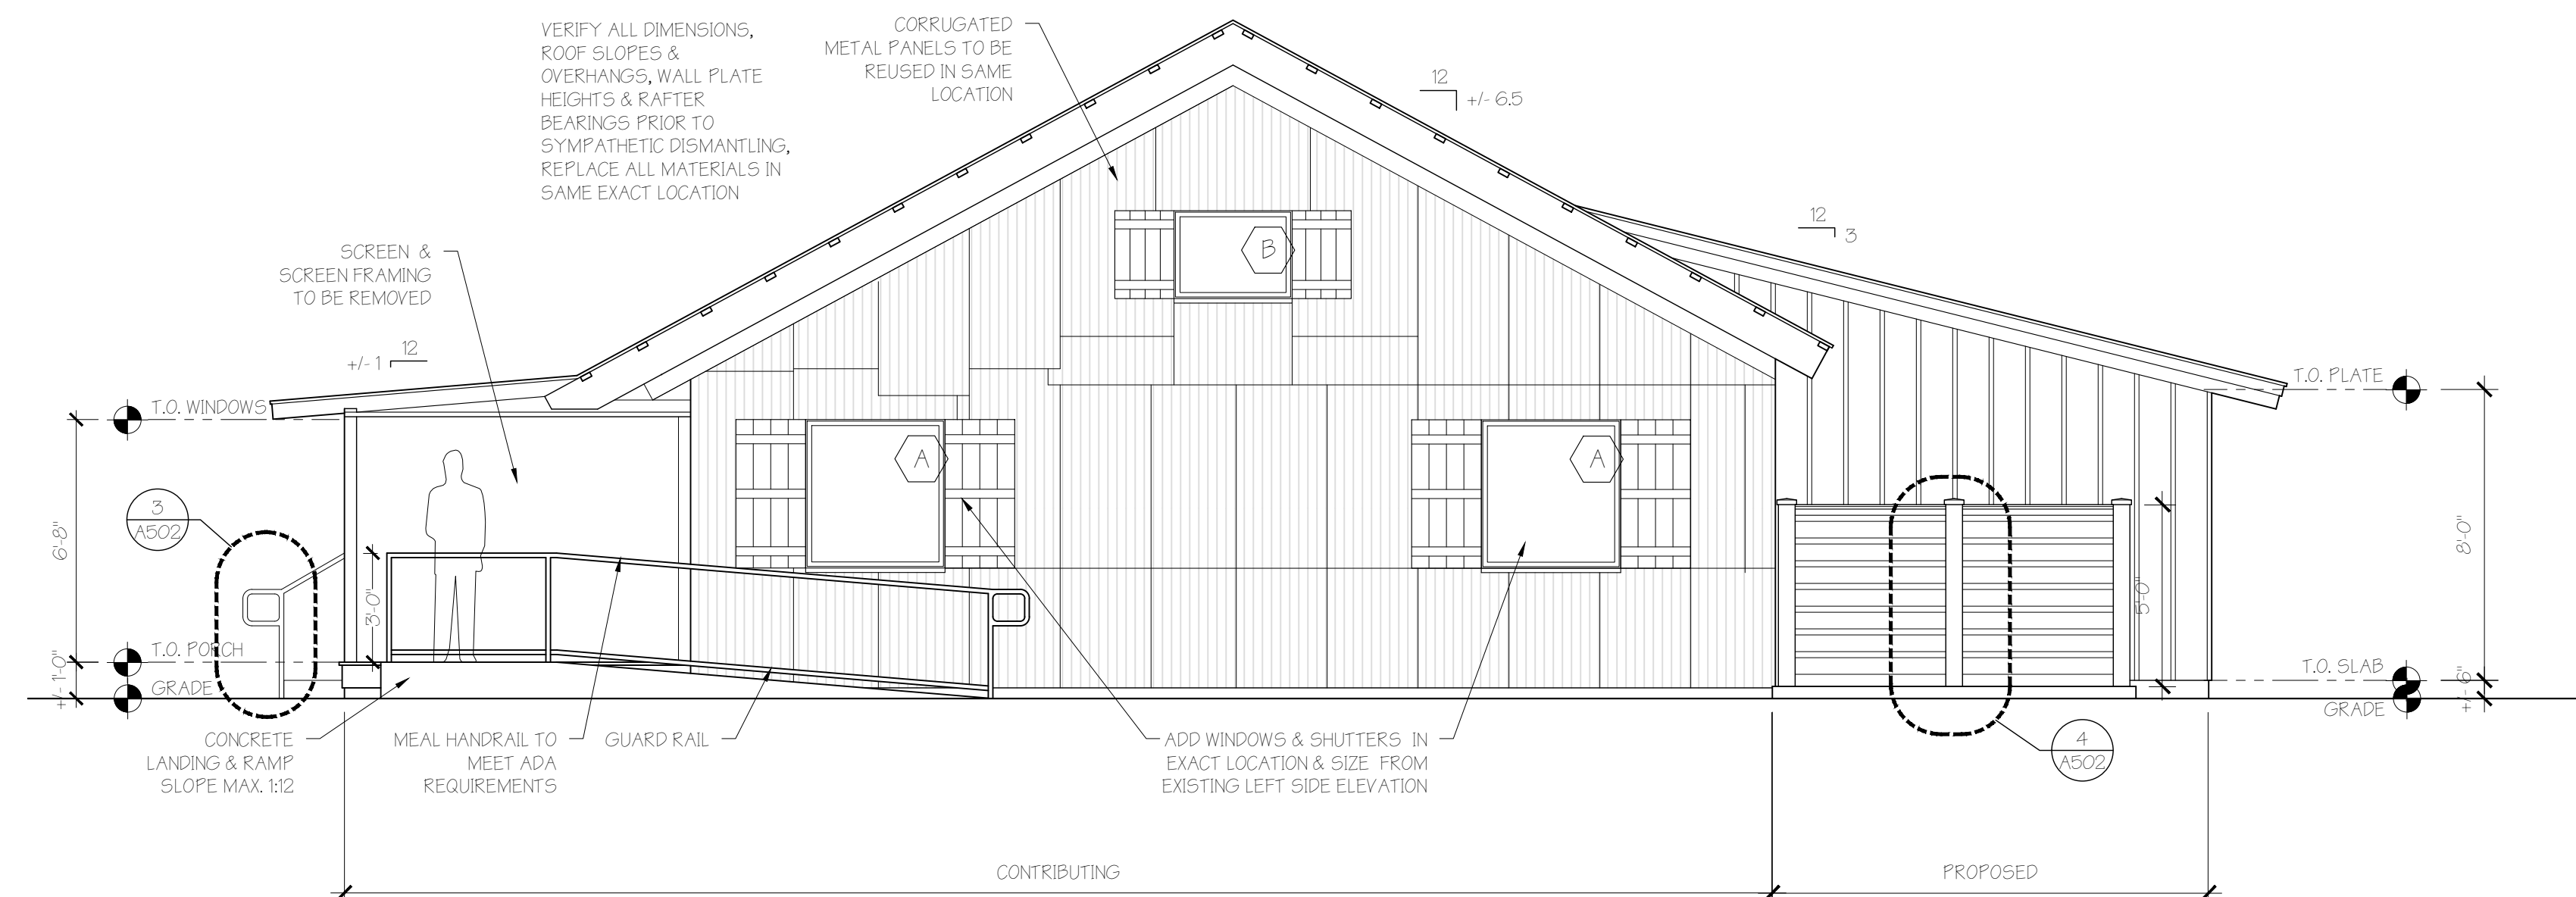 VERIFY ALL DIMENSIONS,
ROOF SLOPES &
OVERHANGS, WALL PLATE
HEIGHTS & RAFTER
BEARINGS PRIOR TO
SYMPATHETIC DISMANTLING,
REPLACE ALL MATERIALS IN
SAME EXACT LOCATION
CORRUGATED
METAL PANELS TO BE
REUSED IN SAME
LOCATION
12
+/- 6.5
12
3
SCREEN &
SCREEN FRAMING
TO BE REMOVED
12
+/- 1
B
A
A
T.O. WINDOWS
T.O. PORCH
GRADE
6'-8"
+/- 1'-0"
3
A502
3'-0"
T.O. PLATE
T.O. SLAB
GRADE
8'-0"
+/- 6"
5'-0"
4
A502
CONCRETE
LANDING & RAMP
SLOPE MAX. 1:12
MEAL HANDRAIL TO
MEET ADA
REQUIREMENTS
GUARD RAIL
ADD WINDOWS & SHUTTERS IN
EXACT LOCATION & SIZE FROM
EXISTING LEFT SIDE ELEVATION
CONTRIBUTING
PROPOSED